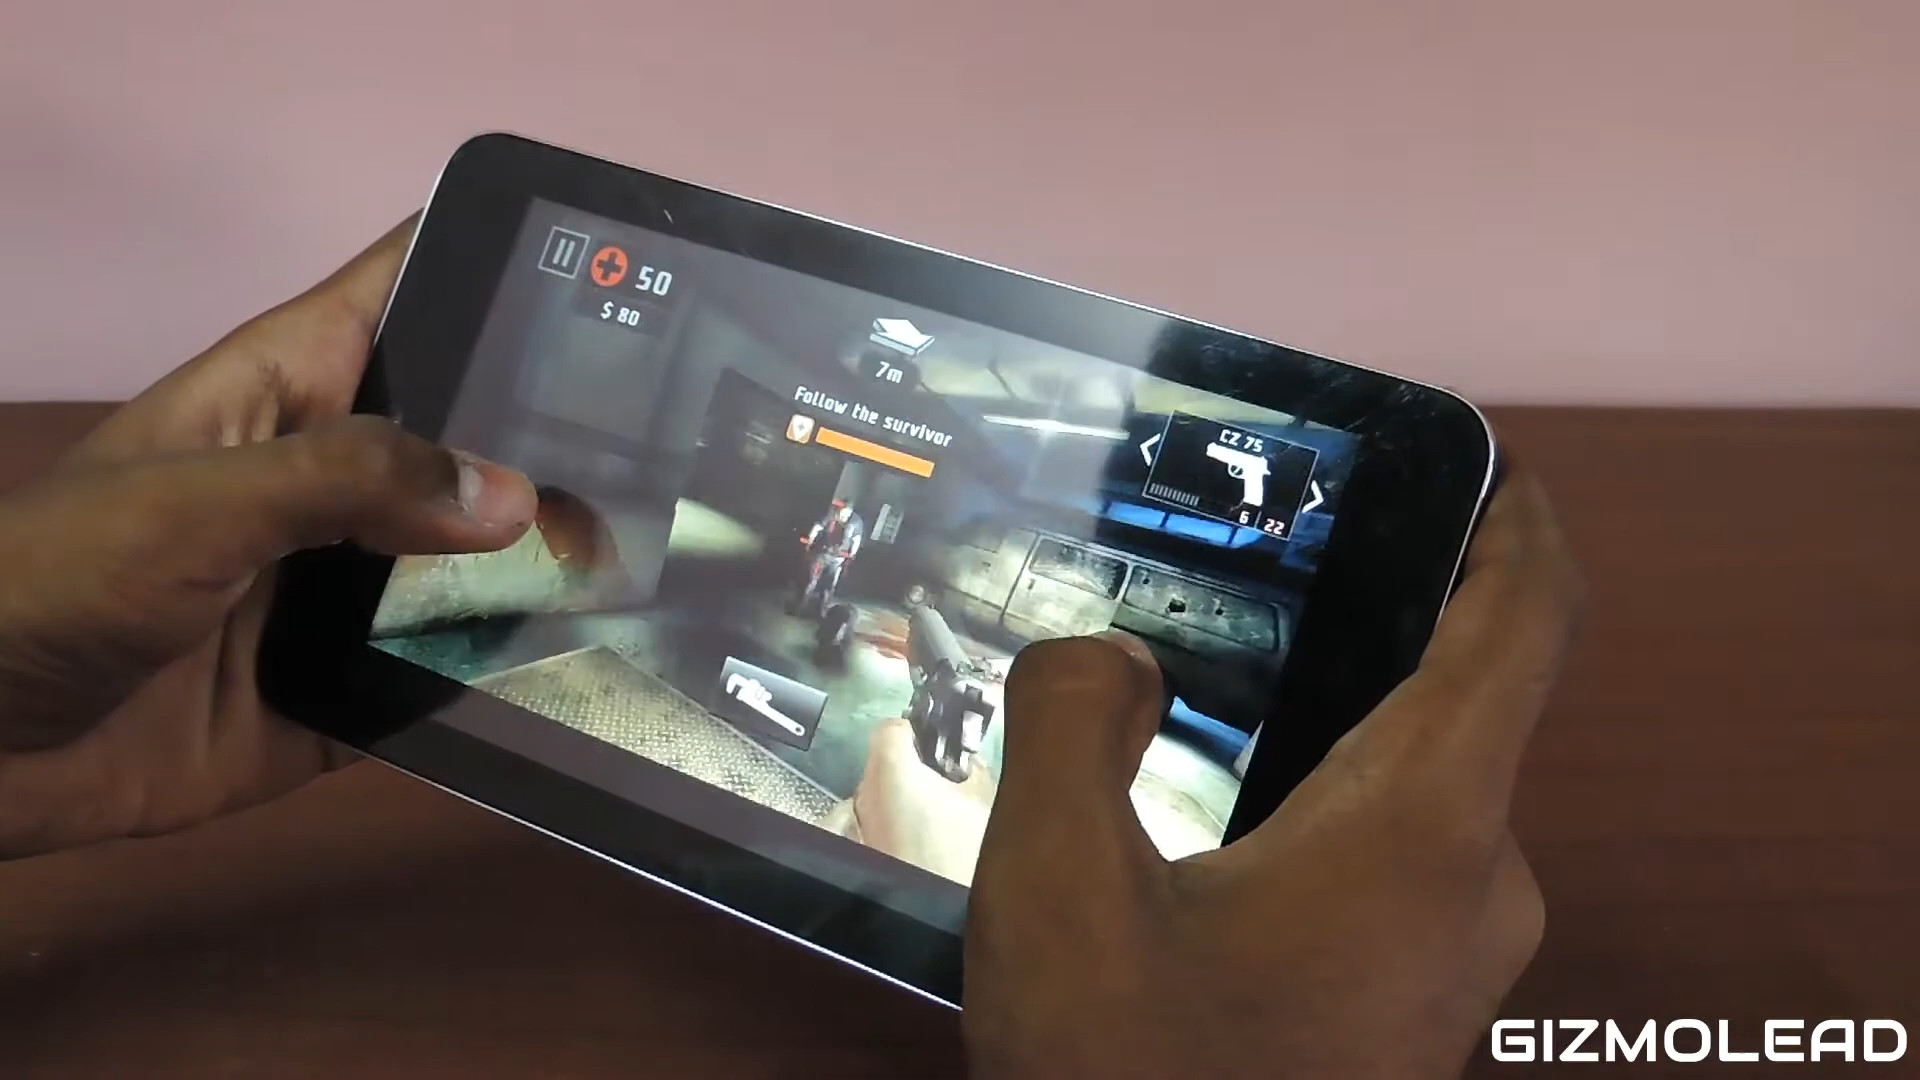 50
$ 80
7m
Follow the survivor
CZ 75
6 | 22
GIZMOLEAD